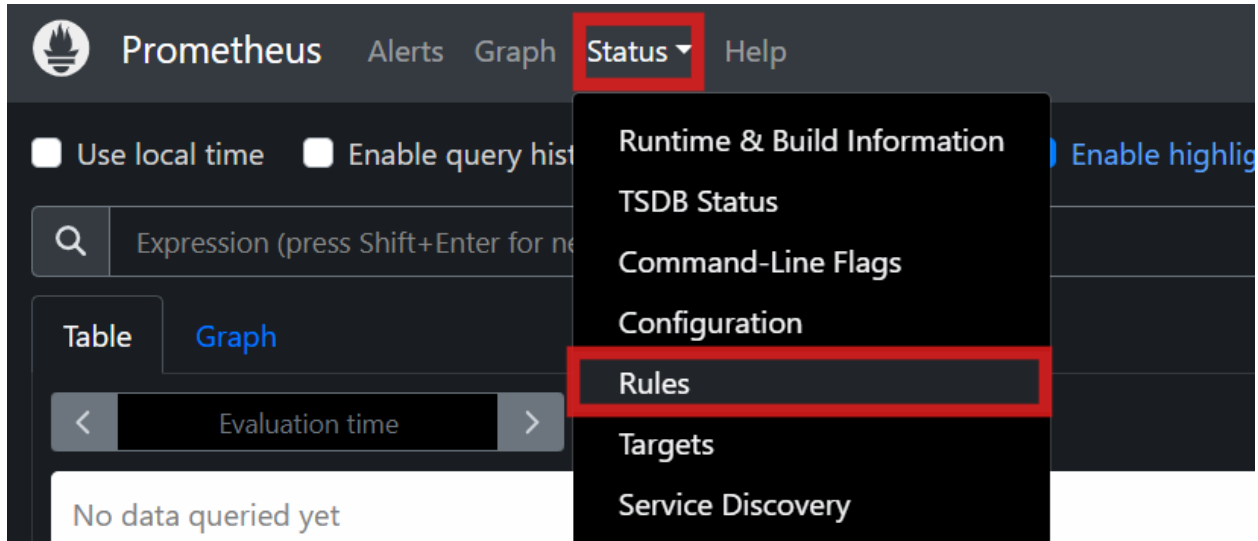 Prometheus Alerts Graph Status Help
Use local time Enable query hist Enable highlig
Expression (press Shift+Enter for ne
Table Graph
Evaluation time
No data queried yet
Runtime & Build Information
TSDB Status
Command-Line Flags
Configuration
Rules
Targets
Service Discovery